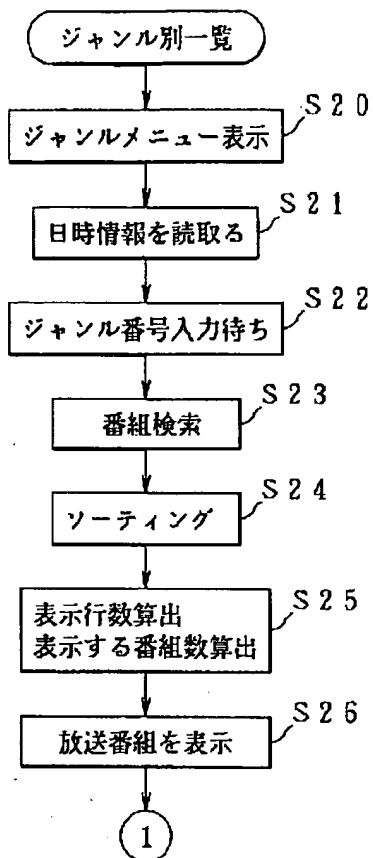 ジャンル別一覧
S20
ジャンルメニュー表示
S21
日時情報を読取る
S22
ジャンル番号入力待ち
S23
番組検索
S24
ソーティング
S25
表示行数算出
表示する番組数算出
S26
放送番組を表示
1